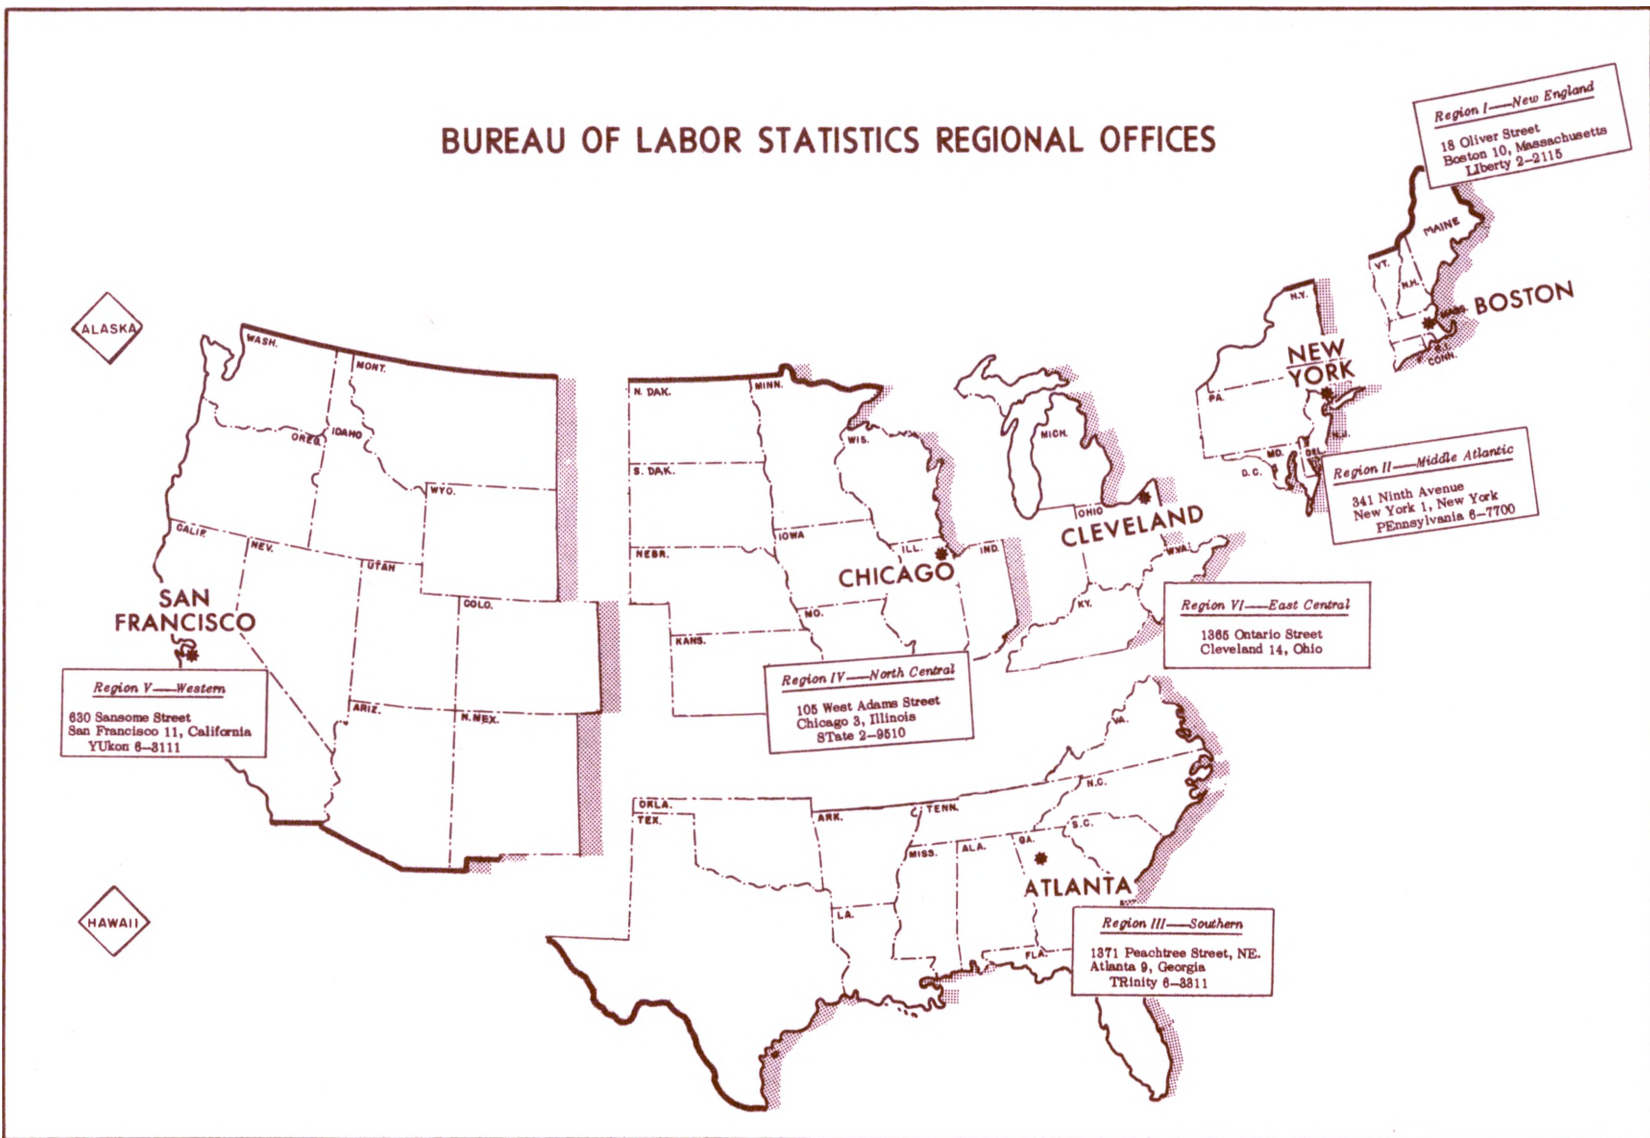 BUREAU OF LABOR STATISTICS REGIONAL OFFICES
Region I—New England
18 Oliver Street
Boston 10, Massachusetts
LIberty 2-2115
MAINE
VT.
N.H.
MASS.
BOSTON
R.I.
CONN.
N.Y.
NEW
YORK
PA.
N.J.
MD.
DEL.
D.C.
Region II—Middle Atlantic
341 Ninth Avenue
New York 1, New York
PEnnsylvania 6-7700
ALASKA
WASH.
MONT.
OREG.
IDAHO
WYO.
CALIF.
NEV.
UTAH
COLO.
SAN
FRANCISCO
ARIZ.
N. MEX.
Region V—Western
630 Sansome Street
San Francisco 11, California
YUkon 6-3111
N. DAK.
MINN.
S. DAK.
WIS.
IOWA
NEBR.
ILL.
IND.
CHICAGO
MO.
KANS.
Region IV—North Central
105 West Adams Street
Chicago 3, Illinois
STate 2-9510
MICH.
OHIO
CLEVELAND
W.VA.
KY.
Region VI—East Central
1365 Ontario Street
Cleveland 14, Ohio
VA.
N.C.
OKLA.
TEX.
ARK.
TENN.
S.C.
MISS.
ALA.
GA.
ATLANTA
LA.
FLA.
Region III—Southern
1371 Peachtree Street, NE.
Atlanta 9, Georgia
TRinity 6-3311
HAWAII